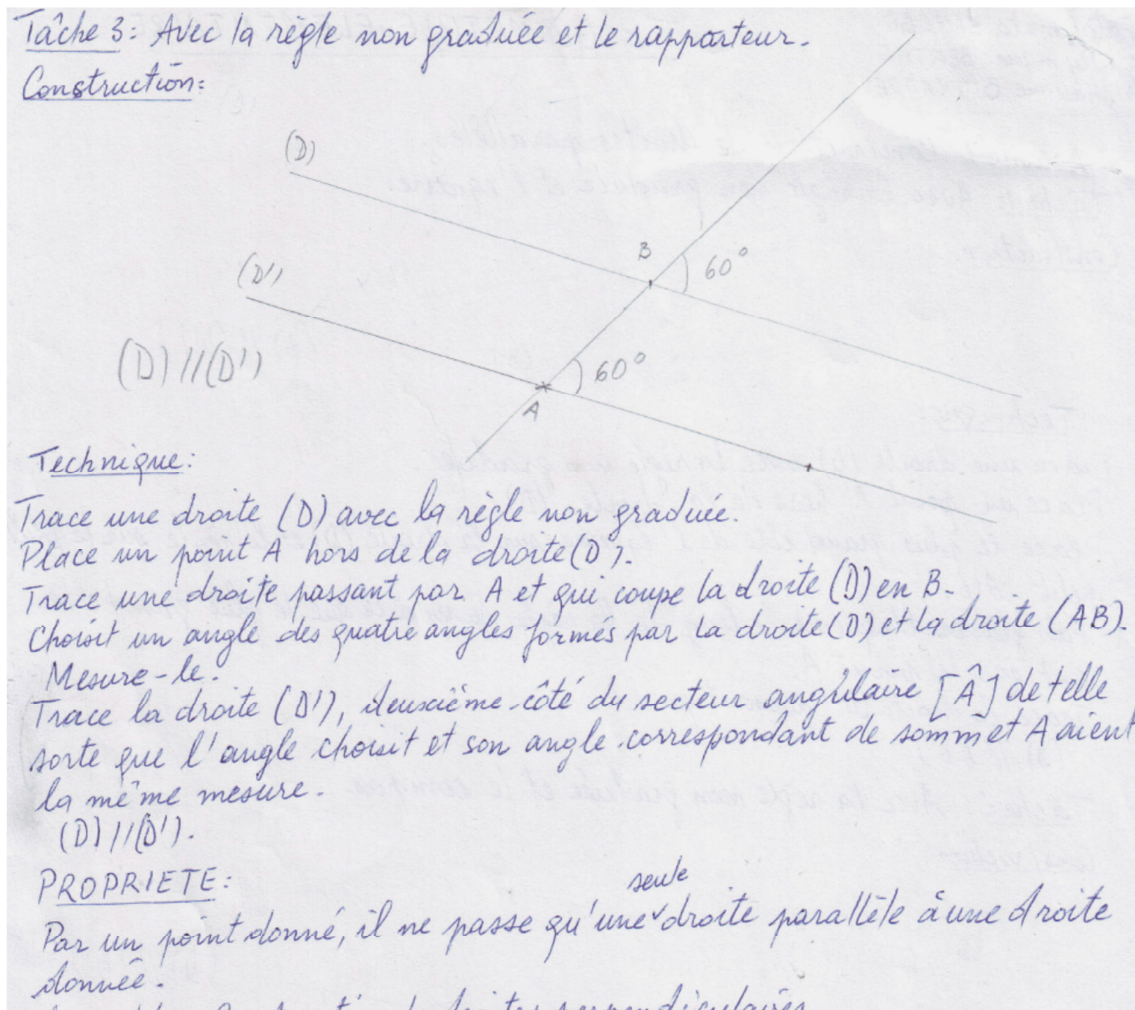 Tâche 3: Avec la règle non graduée et le rapporteur.
Construction:
(D)
B
60°
(D')
(D)//(D')
60°
A
Technique:
Trace une droite (D) avec la règle non graduée.
Place un point A hors de la droite (D).
Trace une droite passant par A et qui coupe la droite (D) en B.
Choisit un angle des quatre angles formés par la droite (D) et la droite (AB).
Mesure-le.
Trace la droite (D'), deuxième côté du secteur angulaire [Â] de telle
sorte que l'angle choisit et son angle correspondant de sommet A aient
la même mesure.
(D)//(D').
PROPRIETE:
seule
Par un point donné, il ne passe qu'une droite parallèle à une droite
donnée.
droites perpendiculaires